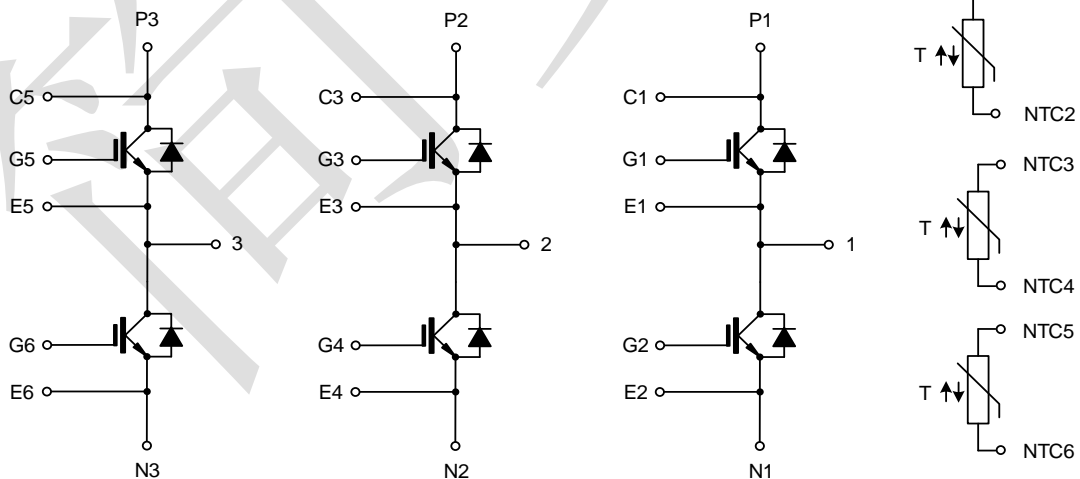 P3 P2 P1
T NTC2
C5 C3 C1
G5 G3 G1 NTC3
E5 E3 E1
T
3 2 1
NTC4
NTC5
G6 G4 G2
E6 E4 E2 T
NTC6
N3 N2 N1